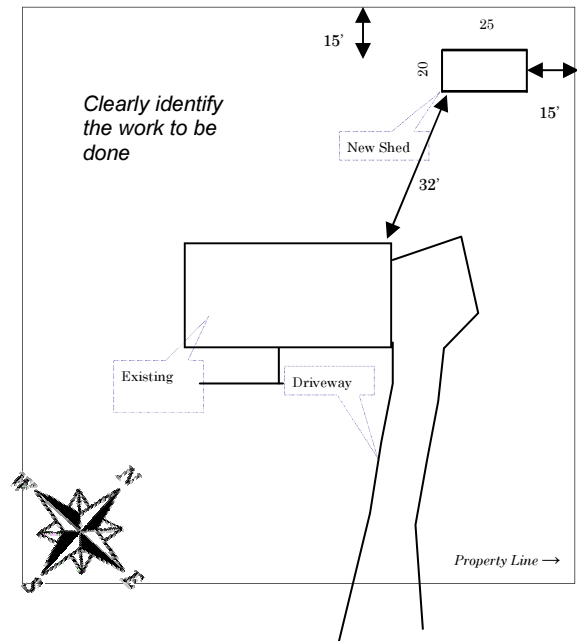 25
15'
20
15'
Clearly identify
the work to be
done
New Shed
32'
Existing
Driveway
W
N
Property Line →
S
E